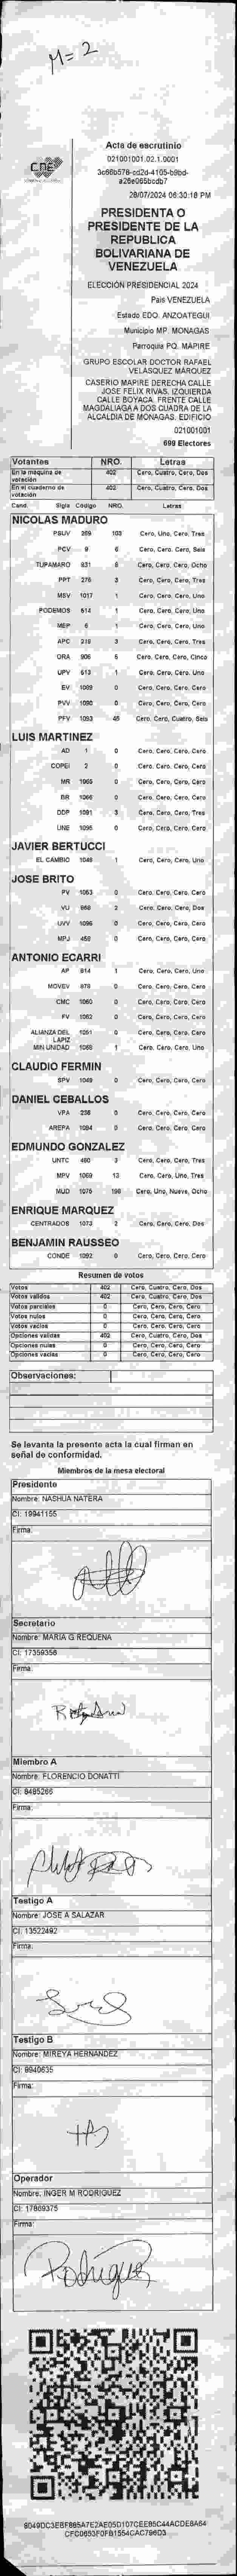 M=2
CNE
Acta de escrutinio
021001001.02.1.0001
3c66b578-cd2d-4105-b9bd-
a26e065bcdb7
28/07/2024 06:30:18 PM
PRESIDENTA O
PRESIDENTE DE LA
REPUBLICA
BOLIVARIANA DE
VENEZUELA
ELECCIÓN PRESIDENCIAL 2024
Pais VENEZUELA
Estado EDO. ANZOATEGUI
Municipio MP. MONAGAS
Parroquia PQ. MAPIRE
GRUPO ESCOLAR DOCTOR RAFAEL
VELÁSQUEZ MÁRQUEZ
CASERIO MAPIRE DERECHA CALLE
JOSE FELIX RIVAS. IZQUIERDA
CALLE BOYACA. FRENTE CALLE
MAGDALIAGA A DOS CUADRA DE LA
ALCALDIA DE MONAGAS. EDIFICIO
021001001
699 Electores
Votantes NRO. Letras
En la máquina de votación 402 Cero, Cuatro, Cero, Dos
En el cuaderno de votación 402 Cero, Cuatro, Cero, Dos
Cand. Sigla Código NRO. Letras
NICOLAS MADURO
PSUV 269 103 Cero, Uno, Cero, Tres
PCV 9 6 Cero, Cero, Cero, Seis
TUPAMARO 931 8 Cero, Cero, Cero, Ocho
PPT 276 3 Cero, Cero, Cero, Tres
MSV 1017 1 Cero, Cero, Cero, Uno
PODEMOS 514 1 Cero, Cero, Cero, Uno
MEP 6 1 Cero, Cero, Cero, Uno
APC 219 3 Cero, Cero, Cero, Tres
ORA 906 5 Cero, Cero, Cero, Cinco
UPV 613 1 Cero, Cero, Cero, Uno
EV 1089 0 Cero, Cero, Cero, Cero
PVV 1090 0 Cero, Cero, Cero, Cero
PFV 1093 46 Cero, Cero, Cuatro, Seis
LUIS MARTINEZ
AD 1 0 Cero, Cero, Cero, Cero
COPEI 2 0 Cero, Cero, Cero, Cero
MR 1065 0 Cero, Cero, Cero, Cero
BR 1066 0 Cero, Cero, Cero, Cero
DDP 1091 3 Cero, Cero, Cero, Tres
UNE 1095 0 Cero, Cero, Cero, Cero
JAVIER BERTUCCI
EL CAMBIO 1046 1 Cero, Cero, Cero, Uno
JOSE BRITO
PV 1053 0 Cero, Cero, Cero, Cero
VU 968 2 Cero, Cero, Cero, Dos
UVV 1096 0 Cero, Cero, Cero, Cero
MPJ 450 0 Cero, Cero, Cero, Cero
ANTONIO ECARRI
AP 814 1 Cero, Cero, Cero, Uno
MOVEV 878 0 Cero, Cero, Cero, Cero
CMC 1060 0 Cero, Cero, Cero, Cero
FV 1062 0 Cero, Cero, Cero, Cero
ALIANZA DEL LAPIZ 1051 0 Cero, Cero, Cero, Cero
MIN UNIDAD 1055 1 Cero, Cero, Cero, Uno
CLAUDIO FERMIN
SPV 1049 0 Cero, Uno, Cero, Cero
DANIEL CEBALLOS
VPA 258 0 Cero, Cero, Cero, Cero
AREPA 1084 0 Cero, Cero, Cero, Cero
EDMUNDO GONZALEZ
UNTC 460 3 Cero, Cero, Cero, Tres
MPV 1069 13 Cero, Cero, Uno, Tres
MUD 1075 198 Cero, Uno, Nueve, Ocho
ENRIQUE MARQUEZ
CENTRADOS 1073 2 Cero, Cero, Cero, Dos
BENJAMIN RAUSSEO
CONDE 1092 0 Cero, Cero, Cero, Cero
Resumen de votos
Votos 402 Cero, Cuatro, Cero, Dos
Votos validos 402 Cero, Cuatro, Cero, Dos
Votos parciales 0 Cero, Cero, Cero, Cero
Votos nulos 0 Cero, Cero, Cero, Cero
Votos vacios 0 Cero, Cero, Cero, Cero
Opciones validas 402 Cero, Cuatro, Cero, Dos
Opciones nulas 0 Cero, Cero, Cero, Cero
Opciones vacias 0 Cero, Cero, Cero, Cero
Observaciones:
Se levanta la presente acta la cual firman en
señal de conformidad.
Miembros de la mesa electoral
Presidente
Nombre: NASHUA NATERA
CI: 19941155
Firma:
Secretario
Nombre: MARIA G REQUENA
CI: 17359356
Firma:
Miembro A
Nombre: FLORENCIO DONATTI
CI: 8485266
Firma:
Testigo A
Nombre: JOSE A SALAZAR
CI: 13522492
Firma:
Testigo B
Nombre: MIREYA HERNANDEZ
CI: 8940635
Firma:
Operador
Nombre: INGER M RODRIGUEZ
CI: 17869375
Firma:
Rodriguez